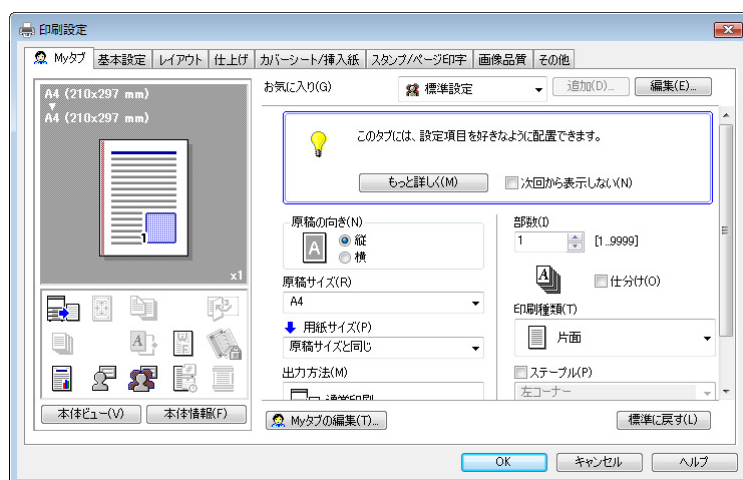 印刷設定
Myタブ 基本設定 レイアウト 仕上げ カバーシート/挿入紙 スタンプ/ページ印字 画像品質 その他
A4 (210x297 mm)
A4 (210x297 mm)
1
x1
本体ビュー(V) 本体情報(F)
お気に入り(G) 標準設定 追加(D)... 編集(E)...
このタブには、設定項目を好きなように配置できます。
もっと詳しく(M) 次回から表示しない(N)
原稿の向き(N)
A 縦
横
原稿サイズ(R)
A4
用紙サイズ(P)
原稿サイズと同じ
出力方法(M)
通常印刷
部数(I)
1 [1..9999]
仕分け(O)
印刷種類(T)
片面
ステープル(P)
左コーナー
Myタブの編集(T)... 標準に戻す(L)
OK キャンセル ヘルプ